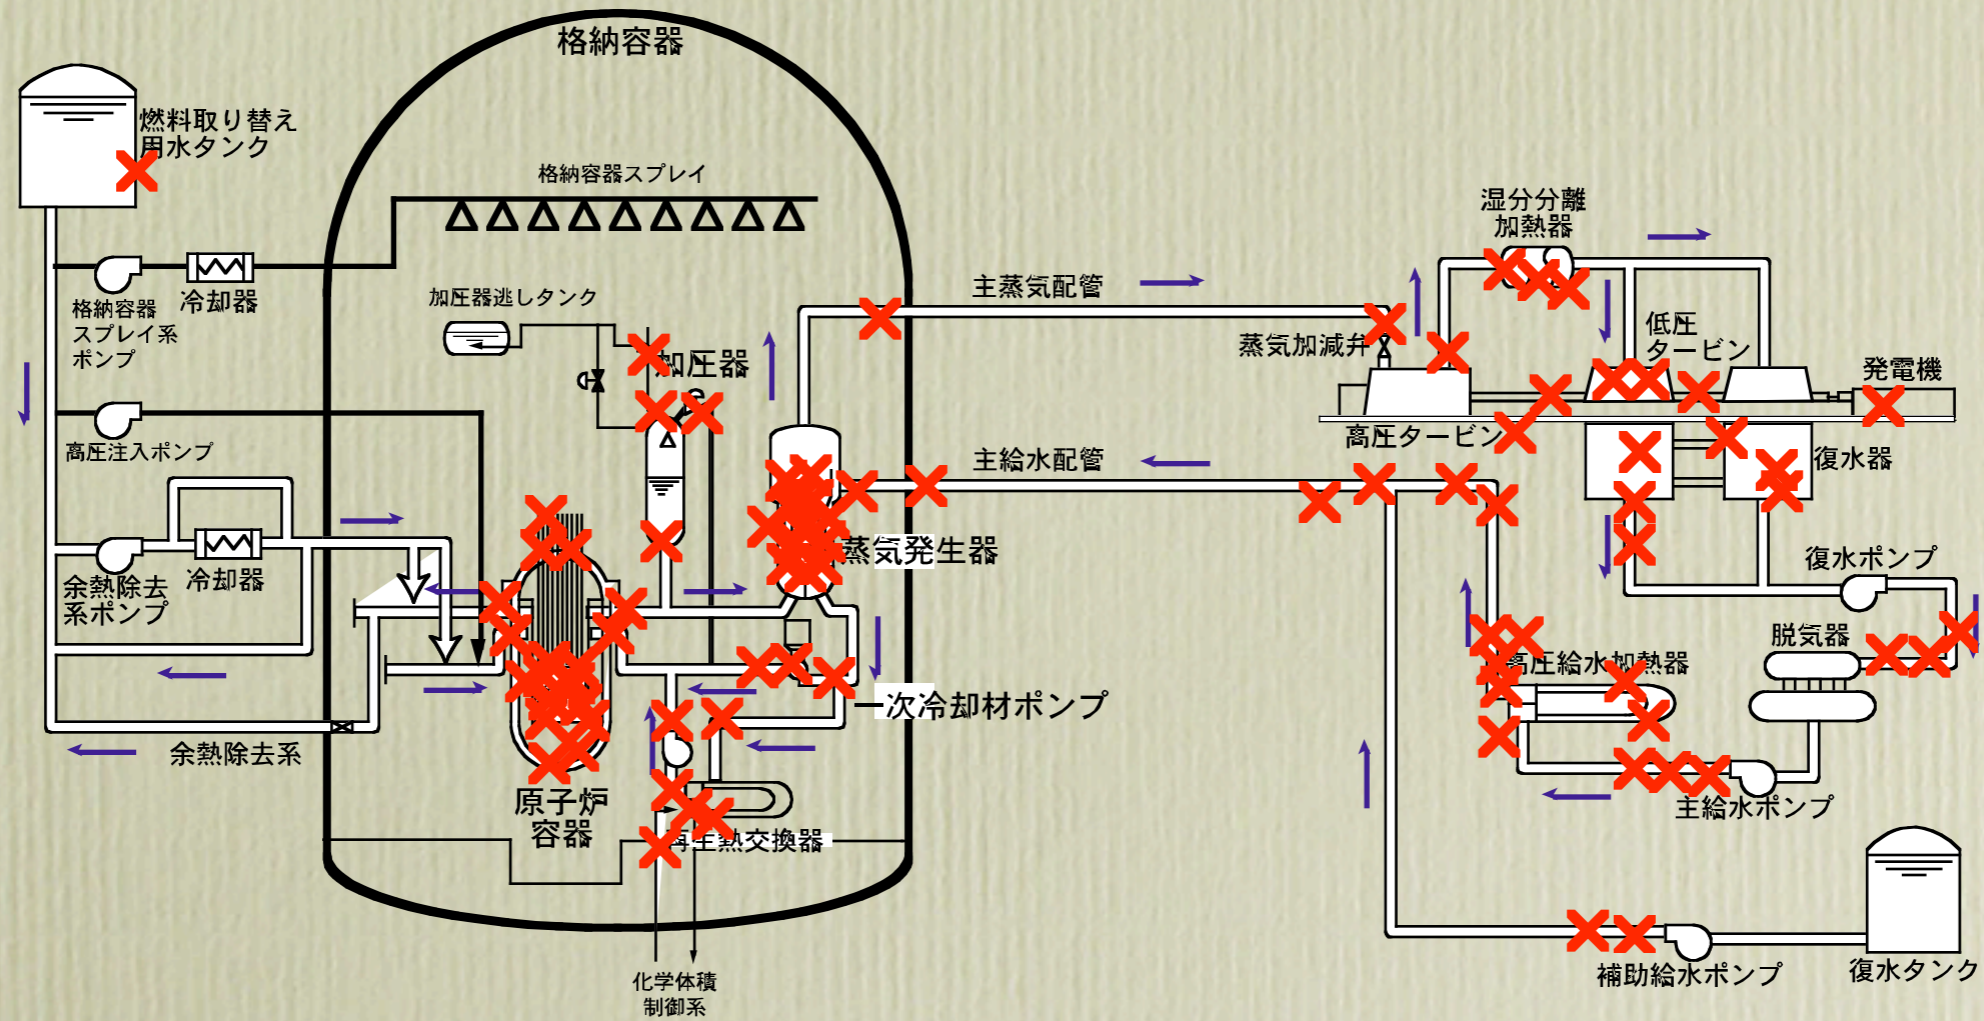 格納容器
燃料取り替え
用水タンク
格納容器スプレイ
格納容器
スプレイ系
ポンプ
冷却器
加圧器逃しタンク
加圧器
高圧注入ポンプ
余熱除去
系ポンプ
冷却器
余熱除去系
原子炉
容器
蒸気発生器
次冷却材ポンプ
再生熱交換器
化学体積
制御系
主蒸気配管
主給水配管
蒸気加減弁
湿分分離
加熱器
低圧
タービン
発電機
高圧タービン
復水器
復水ポンプ
脱気器
高圧給水加熱器
主給水ポンプ
補助給水ポンプ
復水タンク